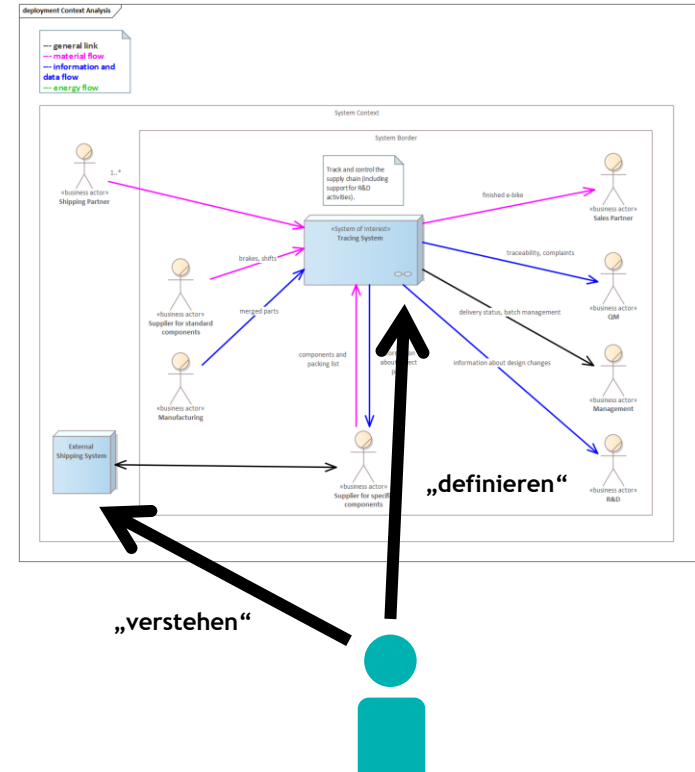 deployment Context Analysis
--- general link
--- material flow
--- information and
data flow
--- energy flow
System Context
System Border
«business actor»
Shipping Partner
1..*
Track and control the
supply chain (including
support for R&D
activities).
«System of Interest»
Tracing System
finished e-bike
«business actor»
Sales Partner
brakes, shifts
«business actor»
Supplier for standard
components
traceability, complaints
«business actor»
QM
merged parts
«business actor»
Manufacturing
delivery status, batch management
«business actor»
Management
components and
packing list
about
information about design changes
«business actor»
R&D
External
Shipping System
«business actor»
Supplier for specific
components
„definieren“
„verstehen“